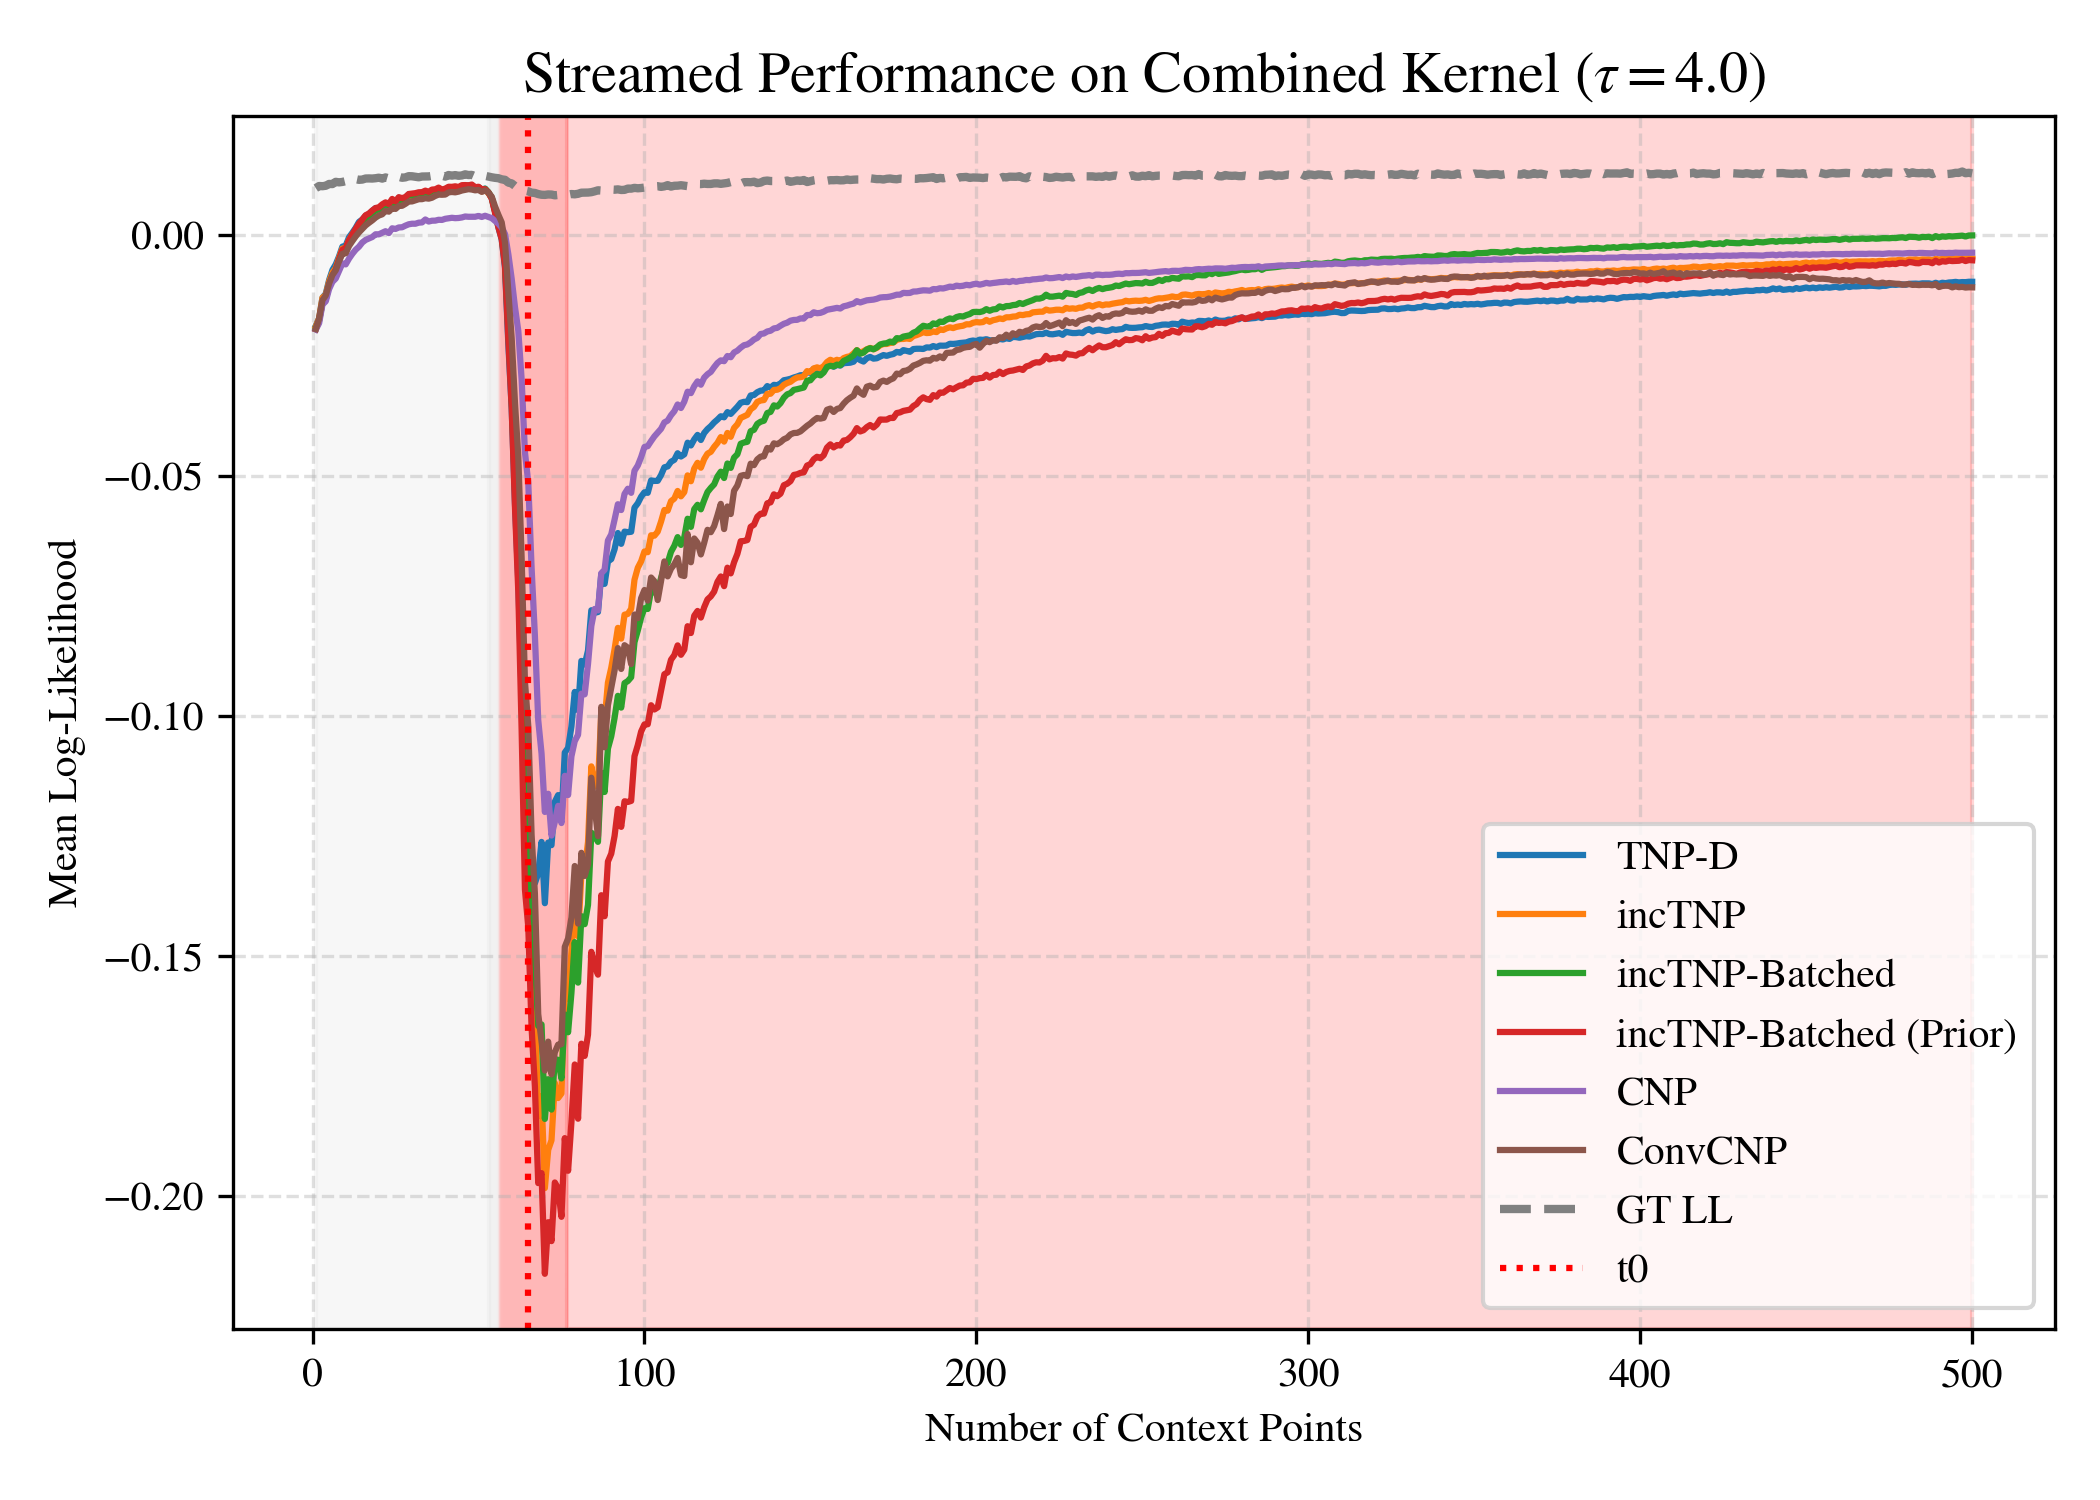 Streamed Performance on Combined Kernel (τ = 4.0)
Mean Log-Likelihood
0.00
−0.05
−0.10
−0.15
−0.20
TNP-D
incTNP
incTNP-Batched
incTNP-Batched (Prior)
CNP
ConvCNP
GT LL
t0
0 100 200 300 400 500
Number of Context Points